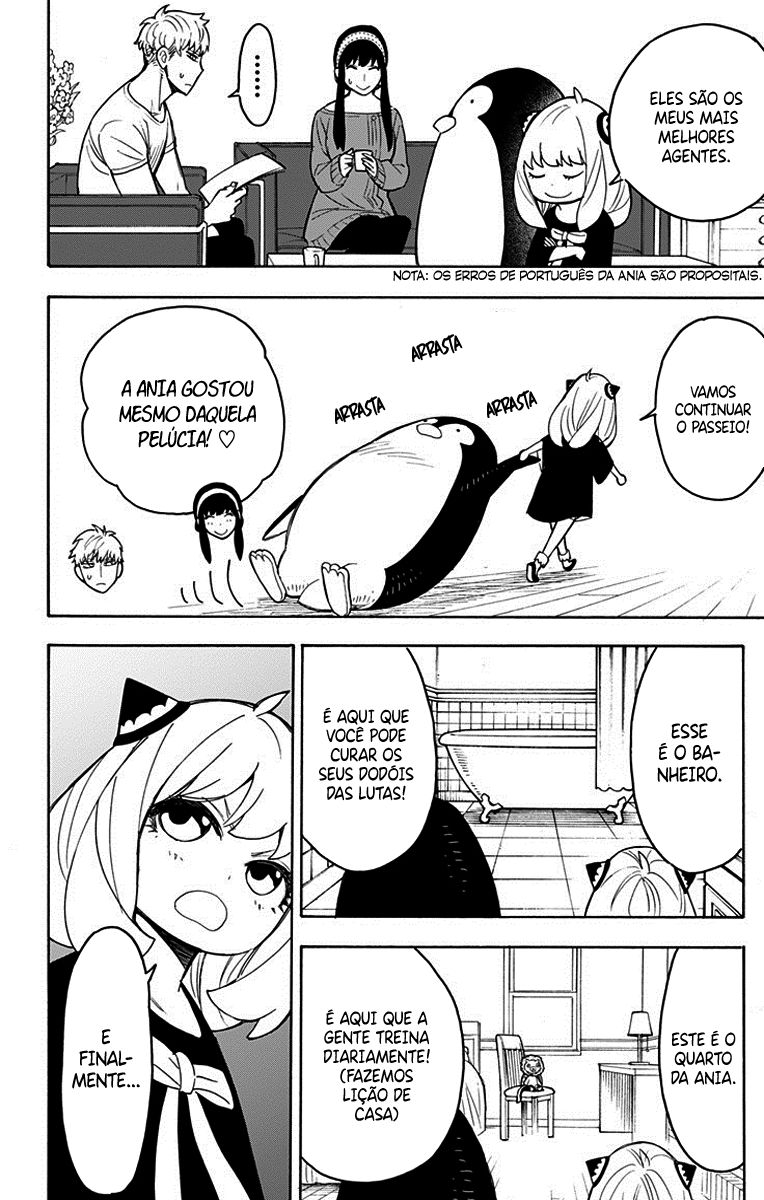 ELES SÃO OS
MEUS MAIS
MELHORES
AGENTES.
......
NOTA: OS ERROS DE PORTUGUÊS DA ANIA SÃO PROPOSITAIS.
VAMOS
CONTINUAR
O PASSEIO!
ARRASTA
ARRASTA
ARRASTA
A ANIA GOSTOU
MESMO DAQUELA
PELÚCIA! ♡
ESSE
É O BA-
NHEIRO.
É AQUI QUE
VOCÊ PODE
CURAR OS
SEUS DODÓIS
DAS LUTAS!
ESTE É O
QUARTO
DA ANIA.
É AQUI QUE A
GENTE TREINA
DIARIAMENTE!
(FAZEMOS
LIÇÃO DE
CASA)
E
FINAL-
MENTE...